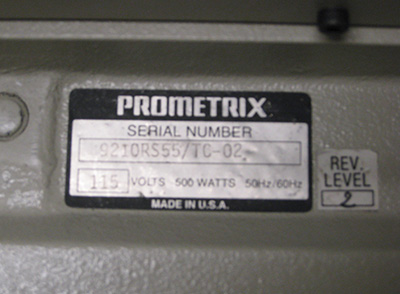 PROMETRIX
SERIAL NUMBER
9210RS55/TC-02
115 VOLTS 500 WATTS 50Hz/60Hz
MADE IN U.S.A.
REV.
LEVEL
2